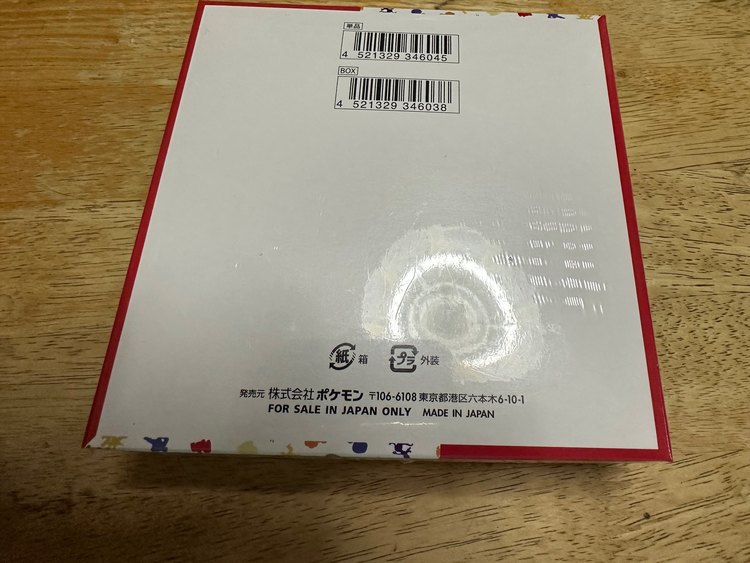 単品
4 521329 346045
BOX
4 521329 346038
紙 箱 プラ 外装
発売元 株式会社ポケモン 〒106-6108 東京都港区六本木6-10-1
FOR SALE IN JAPAN ONLY MADE IN JAPAN